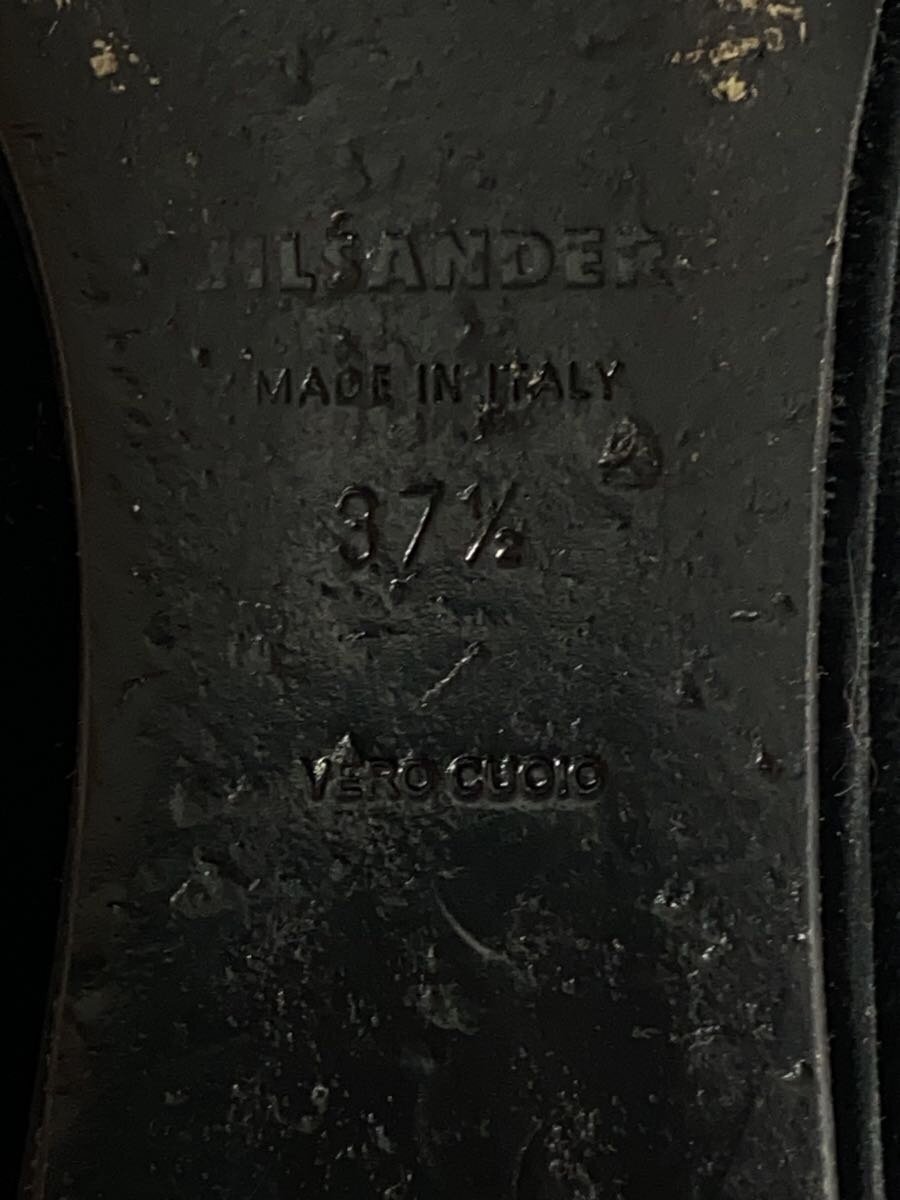 JILSANDER
MADE IN ITALY
37½
VERO CUOIO